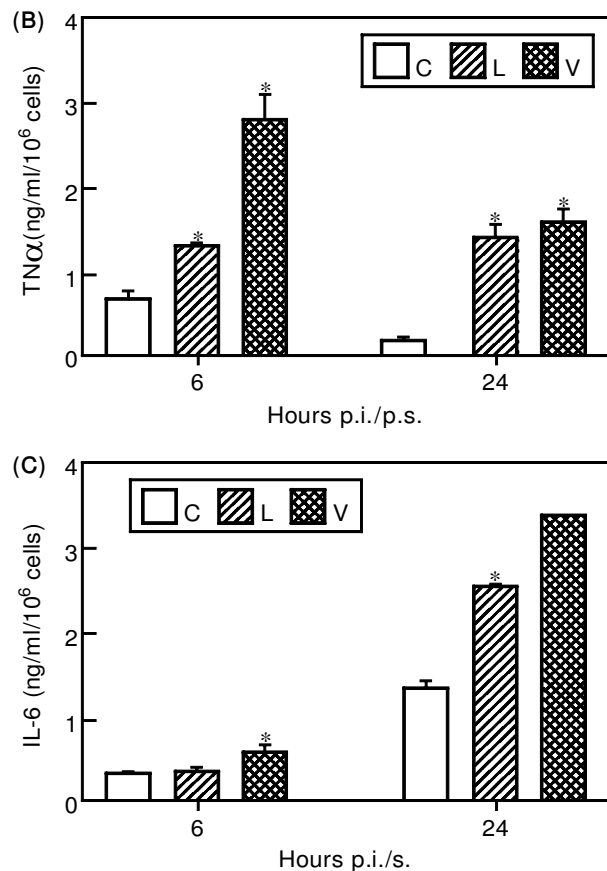 (B)
4
3
2
1
0
TNα(ng/ml/10⁶ cells)
C L V
*
*
*
*
6 24
Hours p.i./p.s.
(C)
4
3
2
1
0
IL-6 (ng/ml/10⁶ cells)
C L V
*
*
6 24
Hours p.i./s.